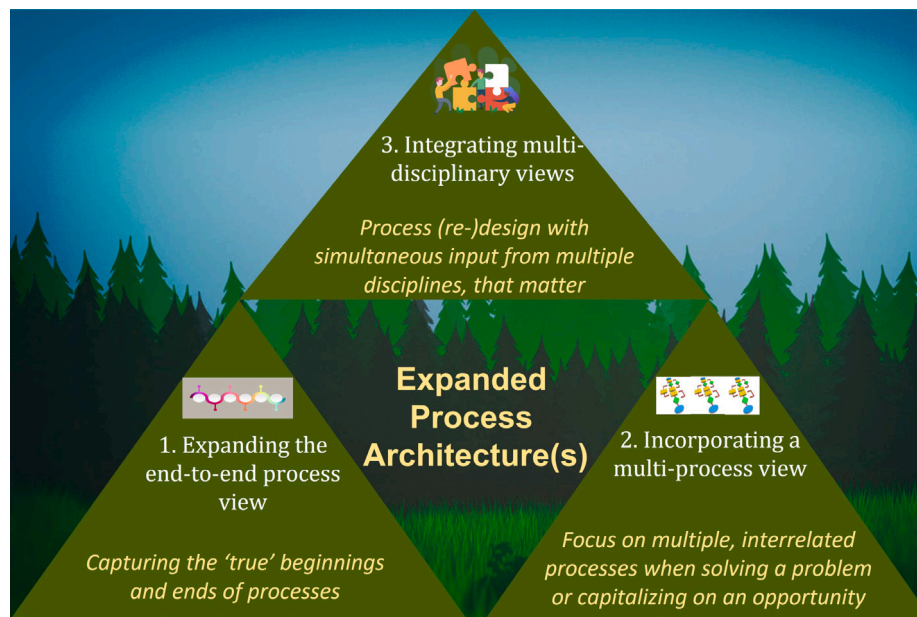 3. Integrating multi-
disciplinary views
Process (re-)design with
simultaneous input from multiple
disciplines, that matter
Expanded
Process
Architecture(s)
1. Expanding the
end-to-end process
view
Capturing the ‘true’ beginnings
and ends of processes
2. Incorporating a
multi-process view
Focus on multiple, interrelated
processes when solving a problem
or capitalizing on an opportunity